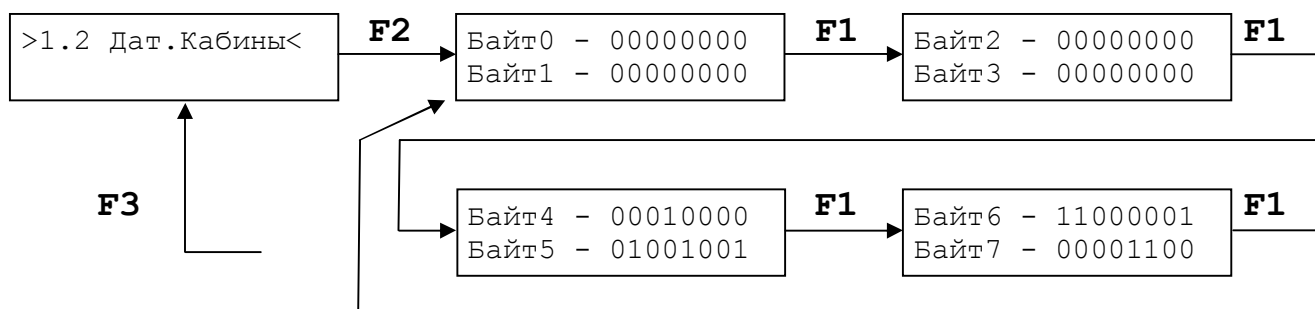 >1.2 Дат.Кабины<
F2
Байт0 - 00000000
Байт1 - 00000000
F1
Байт2 - 00000000
Байт3 - 00000000
F1
F3
Байт4 - 00010000
Байт5 - 01001001
F1
Байт6 - 11000001
Байт7 - 00001100
F1